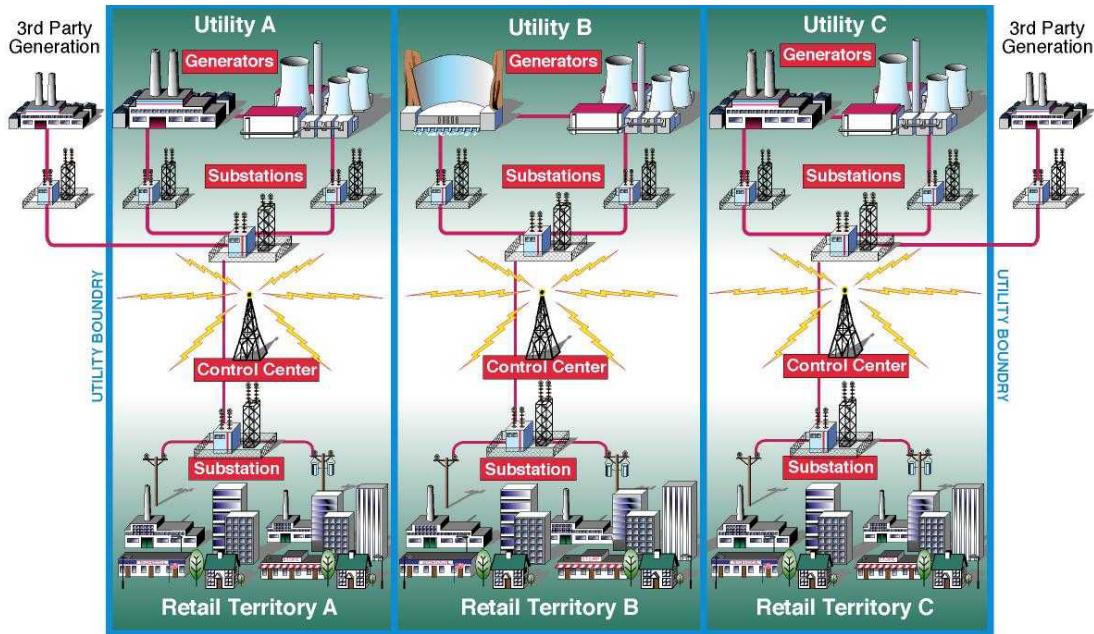 3rd Party
Generation
Utility A
Utility B
Utility C
3rd Party
Generation
Generators
Generators
Generators
Substations
Substations
Substations
UTILITY BOUNDRY
UTILITY BOUNDRY
Control Center
Control Center
Control Center
Substation
Substation
Substation
Retail Territory A
Retail Territory B
Retail Territory C